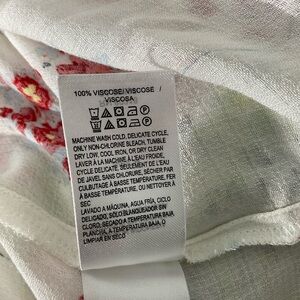 100% VISCOSE/ VISCOSE /
VISCOSA
MACHINE WASH COLD, DELICATE CYCLE,
ONLY NON-CHLORINE BLEACH, TUMBLE
DRY LOW, COOL IRON, OR DRY CLEAN
LAVER À LA MACHINE À L'EAU FROIDE,
CYCLE DELICATE, SEULEMENT DE L'EAU
DE JAVEL SANS CHLORURE, SÉCHER PAR
CULBUTAGE À BASSE TEMPÉRATURE, FER
À BASSE TEMPÉRATURE, OU NETTOYER À
SEC
LAVADO A MÁQUINA, AGUA FRÍA, CICLO
DELICADO, SÓLO BLANQUEADOR SIN
CLORO, SECADO A TEMPERATURA BAJA,
PLANCHA, A TEMPERATURA BAJA, O
LIMPIAR EN SECO